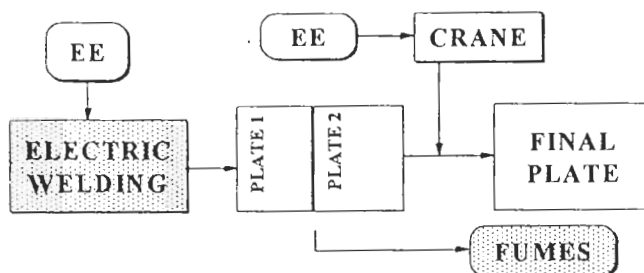 EE
CRANE
EE
ELECTRIC
WELDING
PLATE 1
PLATE 2
FINAL
PLATE
FUMES